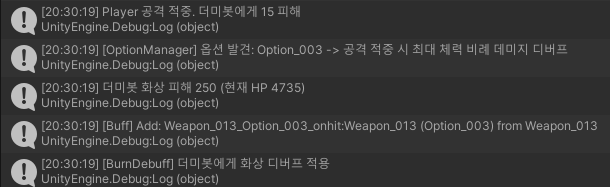 [20:30:19] Player 공격 적중. 더미봇에게 15 피해
UnityEngine.Debug:Log (object)
[20:30:19] [OptionManager] 옵션 발견: Option_003 -> 공격 적중 시 최대 체력 비례 데미지 디버프
UnityEngine.Debug:Log (object)
[20:30:19] 더미봇 화상 피해 250 (현재 HP 4735)
UnityEngine.Debug:Log (object)
[20:30:19] [Buff] Add: Weapon_013_Option_003_onhit:Weapon_013 (Option_003) from Weapon_013
UnityEngine.Debug:Log (object)
[20:30:19] [BurnDebuff] 더미봇에게 화상 디버프 적용
UnityEngine.Debug:Log (object)